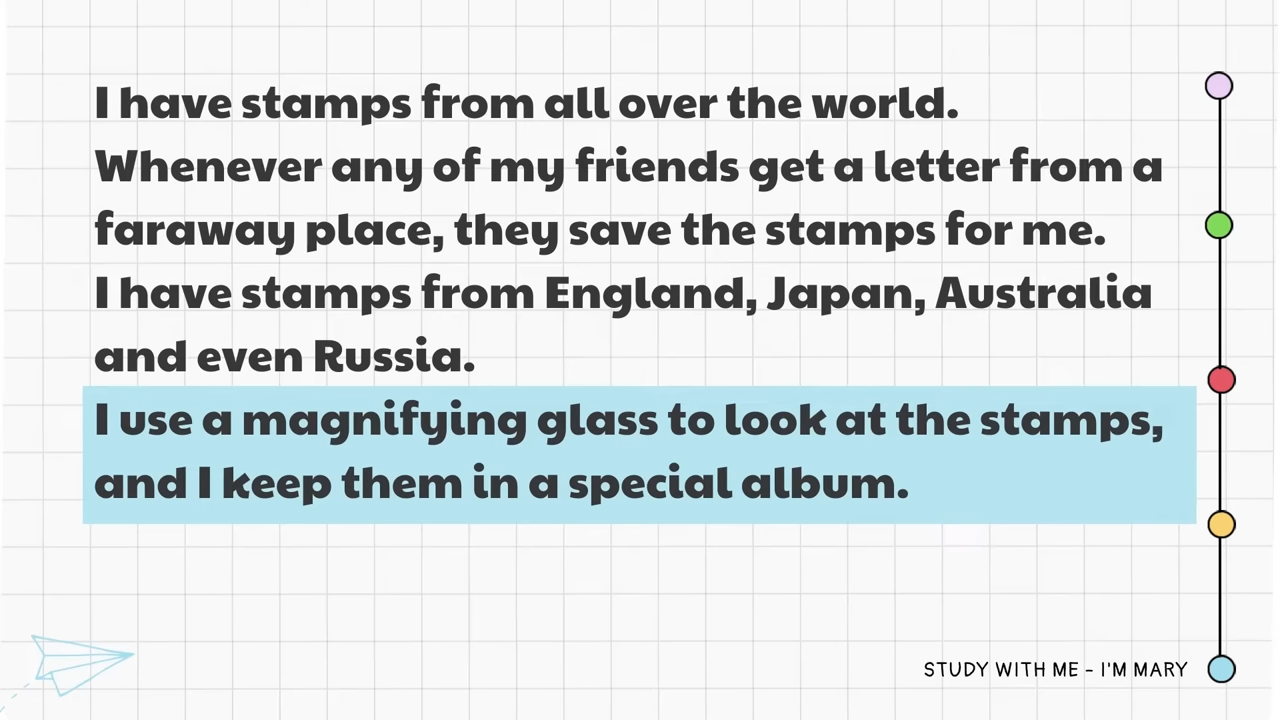 I have stamps from all over the world.
Whenever any of my friends get a letter from a
faraway place, they save the stamps for me.
I have stamps from England, Japan, Australia
and even Russia.
I use a magnifying glass to look at the stamps,
and I keep them in a special album.
STUDY WITH ME - I'M MARY